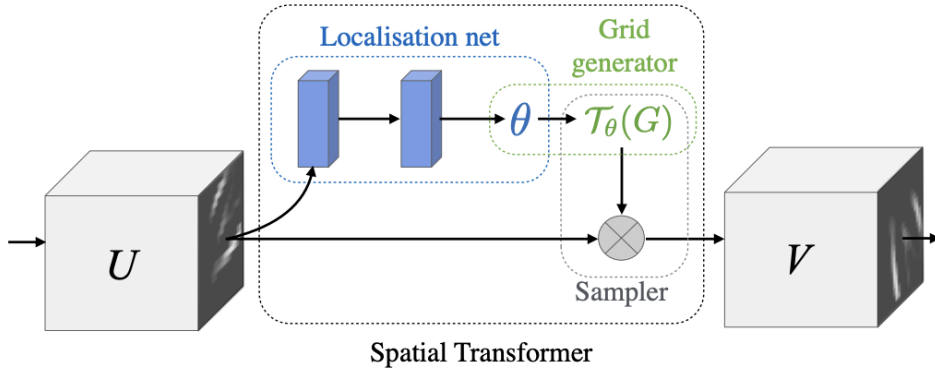 Localisation net
Grid
generator
θ
𝒯θ(G)
U
V
Sampler
Spatial Transformer